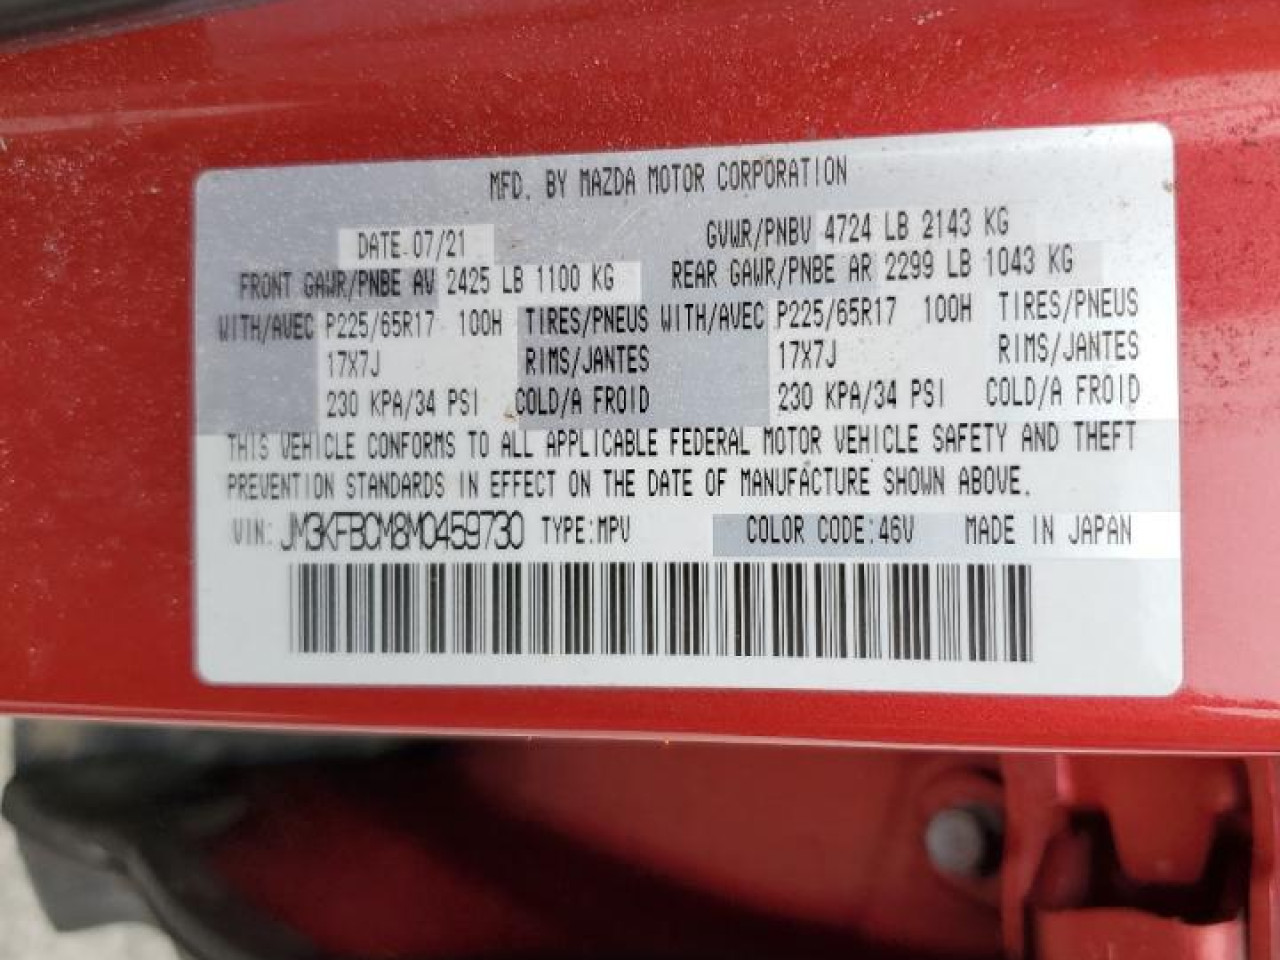 MFD. BY MAZDA MOTOR CORPORATION
DATE 07/21 GVWR/PNBV 4724 LB 2143 KG
FRONT GAWR/PNBE AV 2425 LB 1100 KG REAR GAWR/PNBE AR 2299 LB 1043 KG
WITH/AVEC P225/65R17 100H TIRES/PNEUS WITH/AVEC P225/65R17 100H TIRES/PNEUS
17X7J RIMS/JANTES 17X7J RIMS/JANTES
230 KPA/34 PSI COLD/A FROID 230 KPA/34 PSI COLD/A FROID
THIS VEHICLE CONFORMS TO ALL APPLICABLE FEDERAL MOTOR VEHICLE SAFETY AND THEFT
PREVENTION STANDARDS IN EFFECT ON THE DATE OF MANUFACTURE SHOWN ABOVE.
VIN: JM3KFBCM8M0459730 TYPE:MPV COLOR CODE:46V MADE IN JAPAN